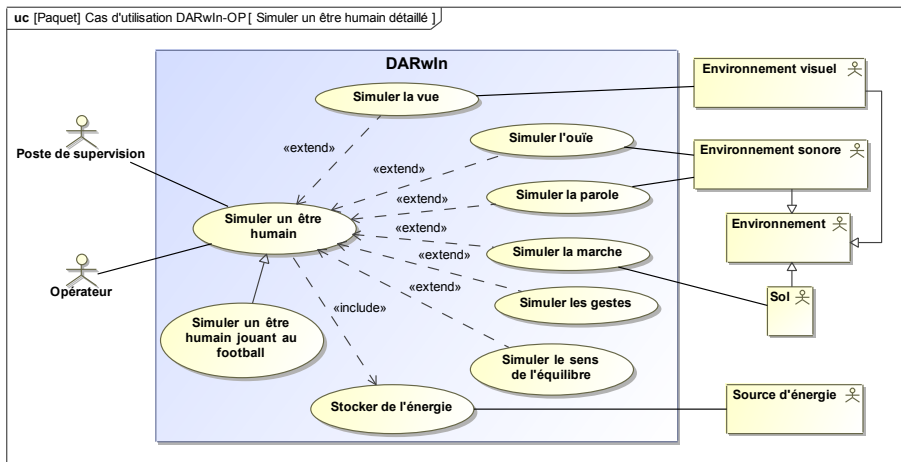 uc [Paquet] Cas d'utilisation DARwIn-OP [ Simuler un être humain détaillé ]
DARwIn
Environnement visuel
Simuler la vue
Poste de supervision
«extend»
Simuler l'ouïe
Environnement sonore
«extend»
Simuler la parole
«extend»
Simuler un être
humain
Environnement
«extend»
Simuler la marche
«extend»
Opérateur
«extend»
Sol
Simuler les gestes
«include»
Simuler un être
humain jouant au
football
Simuler le sens
de l'équilibre
Source d'énergie
Stocker de l'énergie